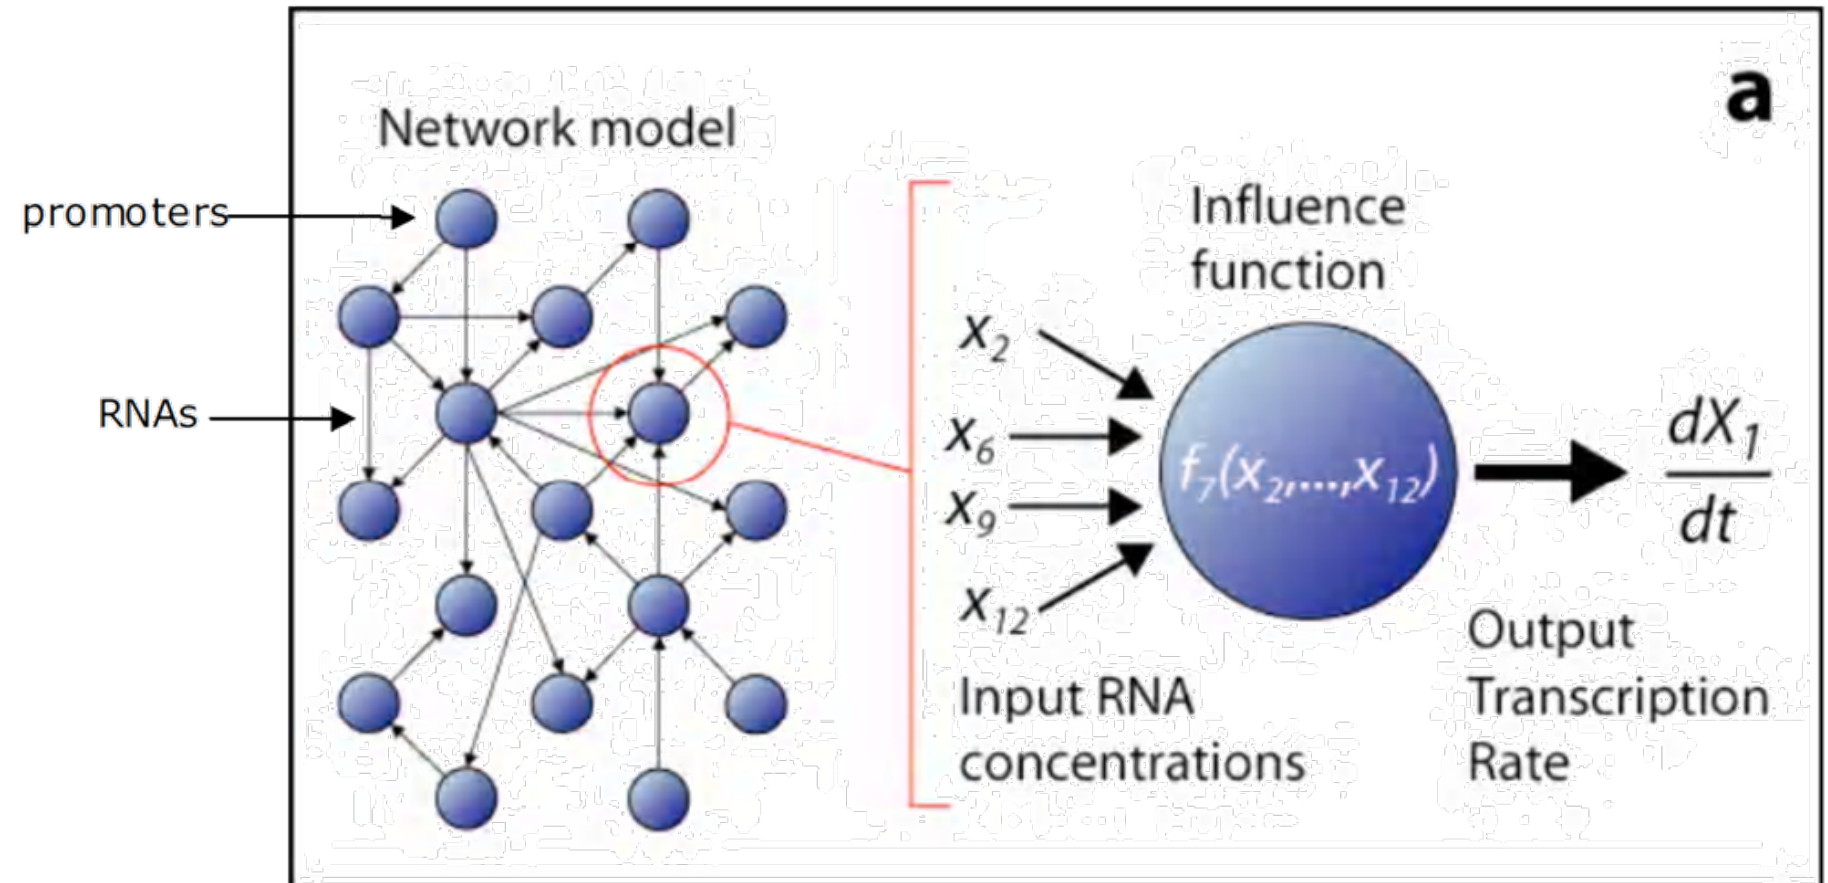 a
Network model
promoters
RNAs
Influence
function
x2
x6
x9
x12
f7(x2,...,x12)
dX1
dt
Input RNA
concentrations
Output
Transcription
Rate